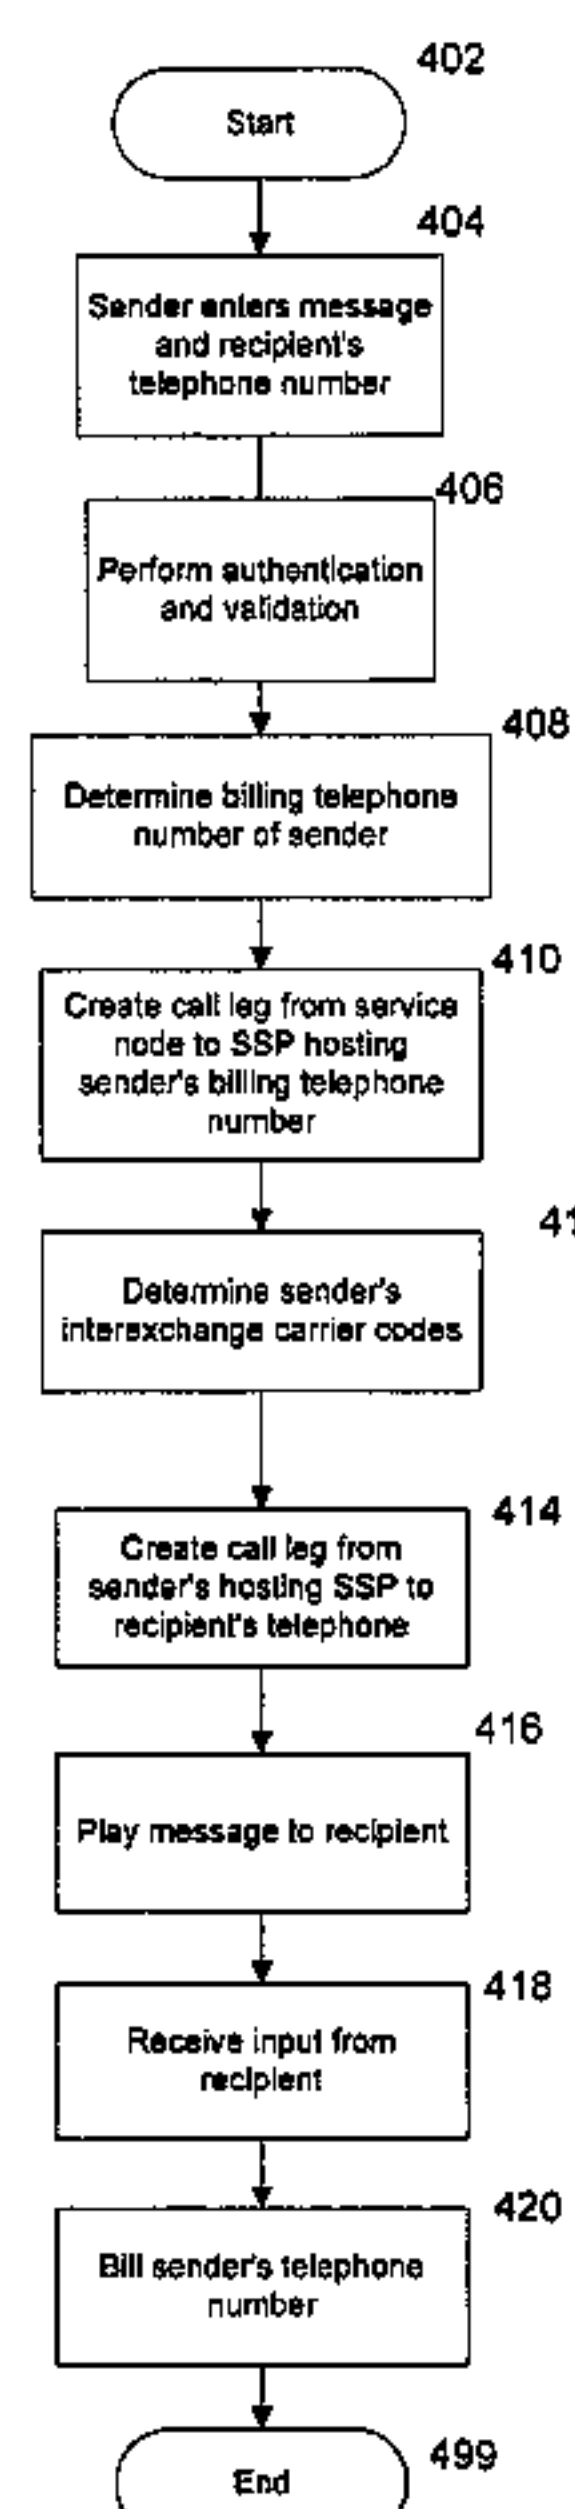 402
Start
404
Sender enters message
and recipient's
telephone number
406
Perform authentication
and validation
408
Determine billing telephone
number of sender
410
Create call leg from service
node to SSP hosting
sender's billing telephone
number
Determine sender's
interexchange carrier codes
414
Create call leg from
sender's hosting SSP to
recipient's telephone
416
Play message to recipient
418
Receive input from
recipient
420
Bill sender's telephone
number
499
End